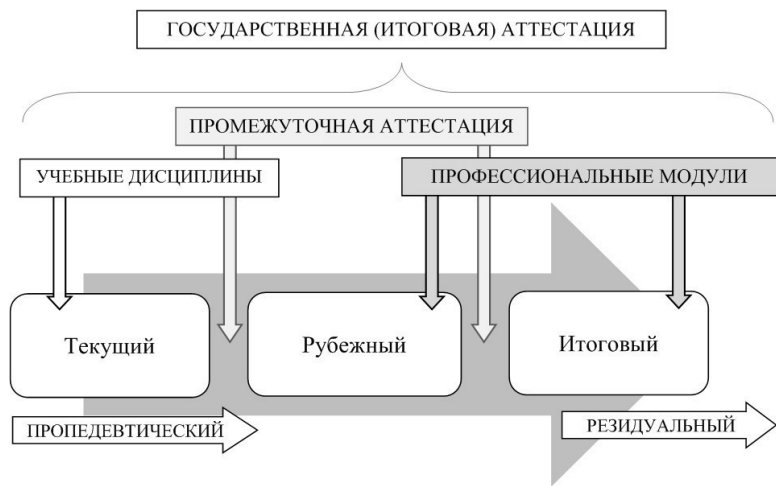 ГОСУДАРСТВЕННАЯ (ИТОГОВАЯ) АТТЕСТАЦИЯ
ПРОМЕЖУТОЧНАЯ АТТЕСТАЦИЯ
УЧЕБНЫЕ ДИСЦИПЛИНЫ
ПРОФЕССИОНАЛЬНЫЕ МОДУЛИ
Текущий
Рубежный
Итоговый
ПРОПЕДЕВТИЧЕСКИЙ
РЕЗИДУАЛЬНЫЙ